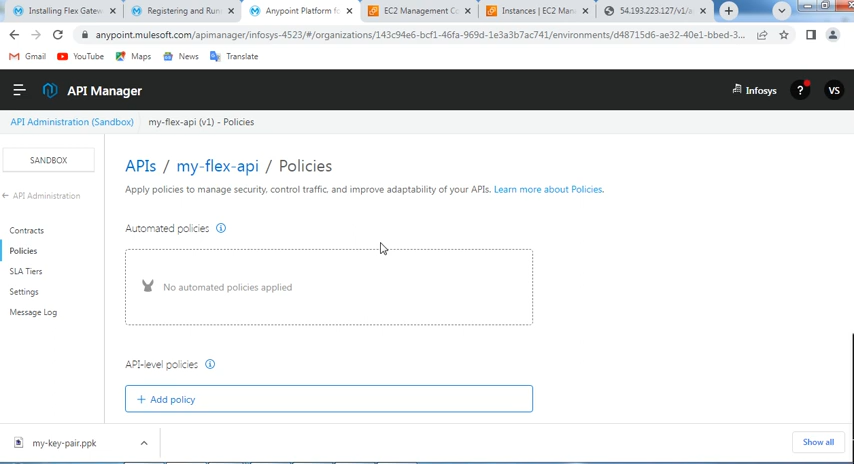 Installing Flex Gatew
Registering and Run
Anypoint Platform fo
EC2 Management Co
Instances | EC2 Man
54.193.223.127/v1/a
anypoint.mulesoft.com/apimanager/infosys-4523/#/organizations/143c94e6-bcf1-46fa-969d-1e3a3b7ac741/environments/d48715d6-ae32-40e1-bbed-3...
Gmail YouTube Maps News Translate
API Manager Infosys ? VS
API Administration (Sandbox) my-flex-api (v1) - Policies
SANDBOX
API Administration
Contracts
Policies
SLA Tiers
Settings
Message Log
APIs / my-flex-api / Policies
Apply policies to manage security, control traffic, and improve adaptability of your APIs. Learn more about Policies.
Automated policies
No automated policies applied
API-level policies
+ Add policy
my-key-pair.ppk
Show all